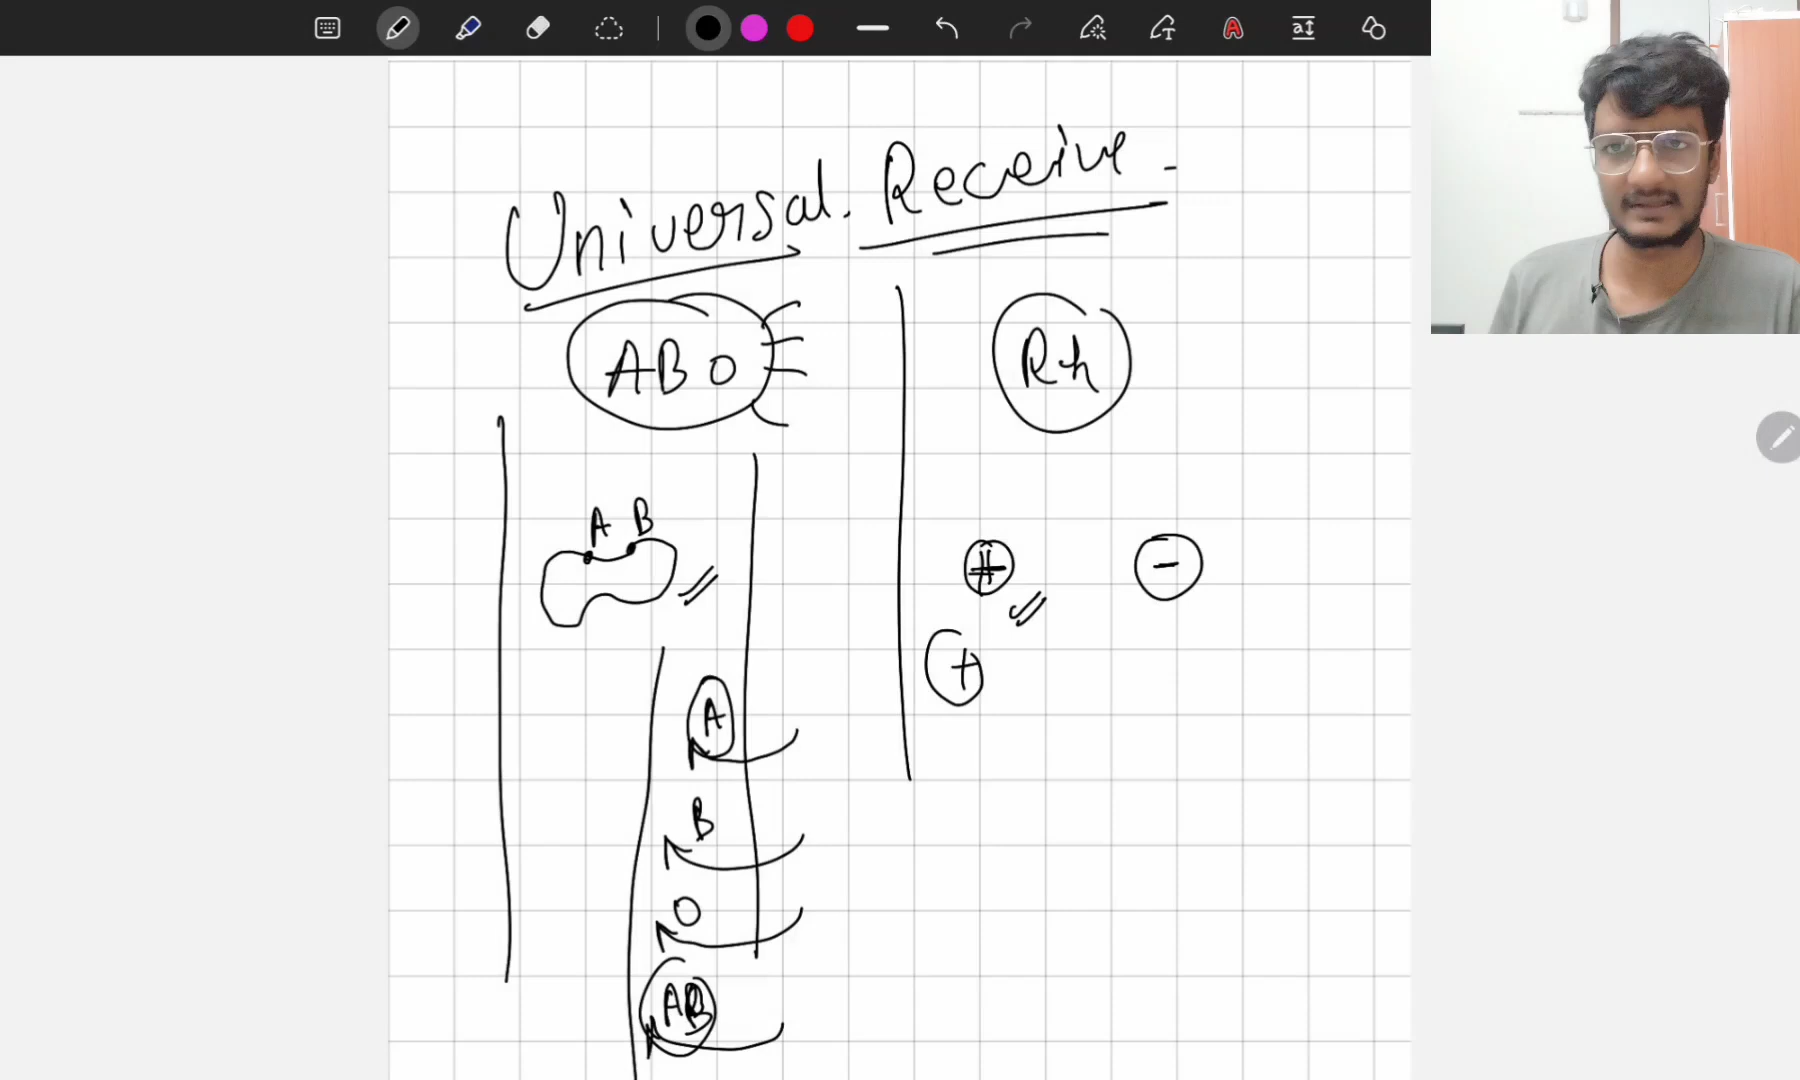 Universal. Receive.
ABO
Rh
A B
+
-
+
A
B
O
AB